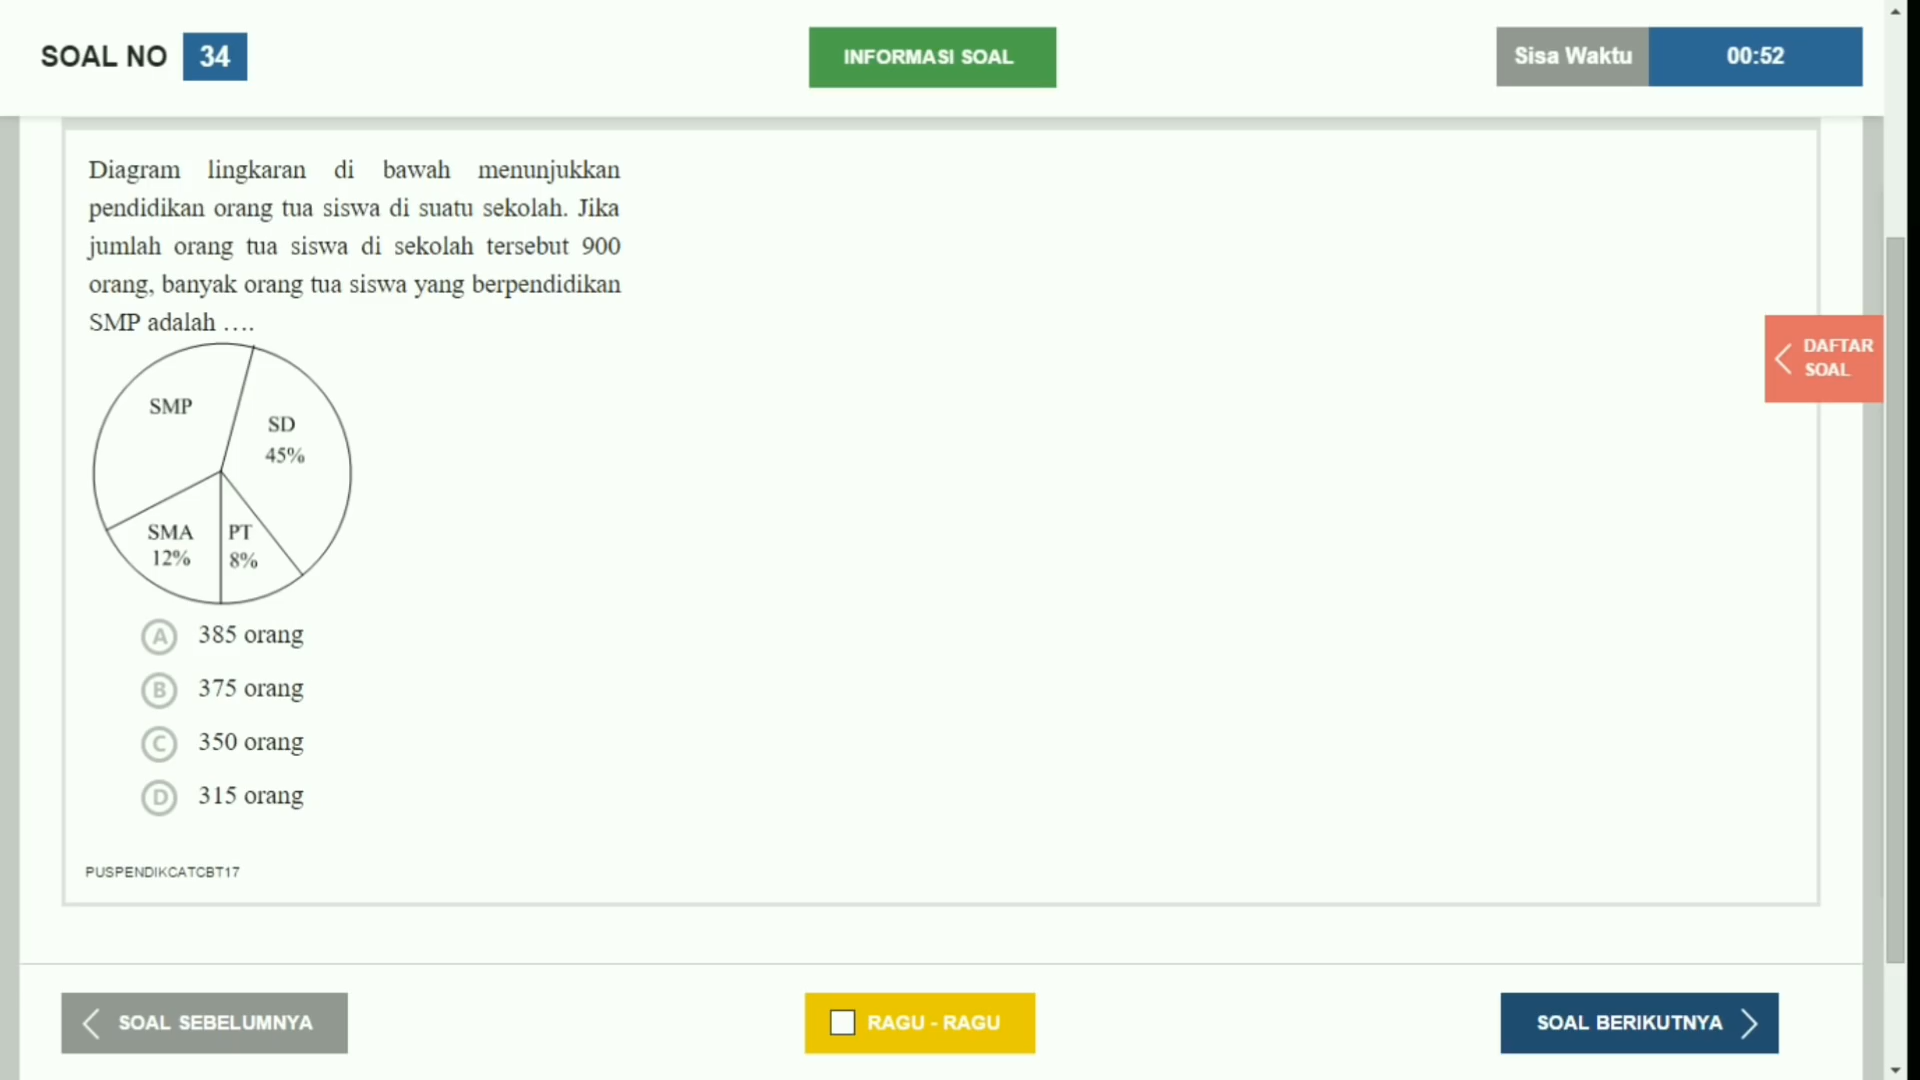 SOAL NO 34
INFORMASI SOAL
Sisa Waktu 00:52
Diagram lingkaran di bawah menunjukkan
pendidikan orang tua siswa di suatu sekolah. Jika
jumlah orang tua siswa di sekolah tersebut 900
orang, banyak orang tua siswa yang berpendidikan
SMP adalah ....
DAFTAR
SOAL
SMP
SD
45%
SMA
12%
PT
8%
A 385 orang
B 375 orang
C 350 orang
D 315 orang
PUSPENDIKCATCBT17
SOAL SEBELUMNYA
RAGU - RAGU
SOAL BERIKUTNYA